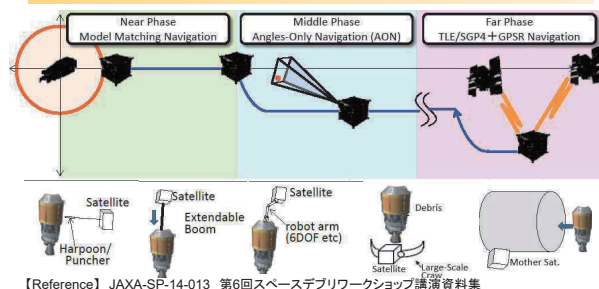 Near Phase
Model Matching Navigation
Middle Phase
Angles-Only Navigation (AON)
Far Phase
TLE/SGP4＋GPSR Navigation
Satellite
Harpoon/
Puncher
Satellite
Extendable
Boom
Satellite
robot arm
(6DOF etc)
Debris
Satellite
Large-Scale
Craw
Mother Sat.
【Reference】 JAXA-SP-14-013　第6回スペースデブリワークショップ講演資料集